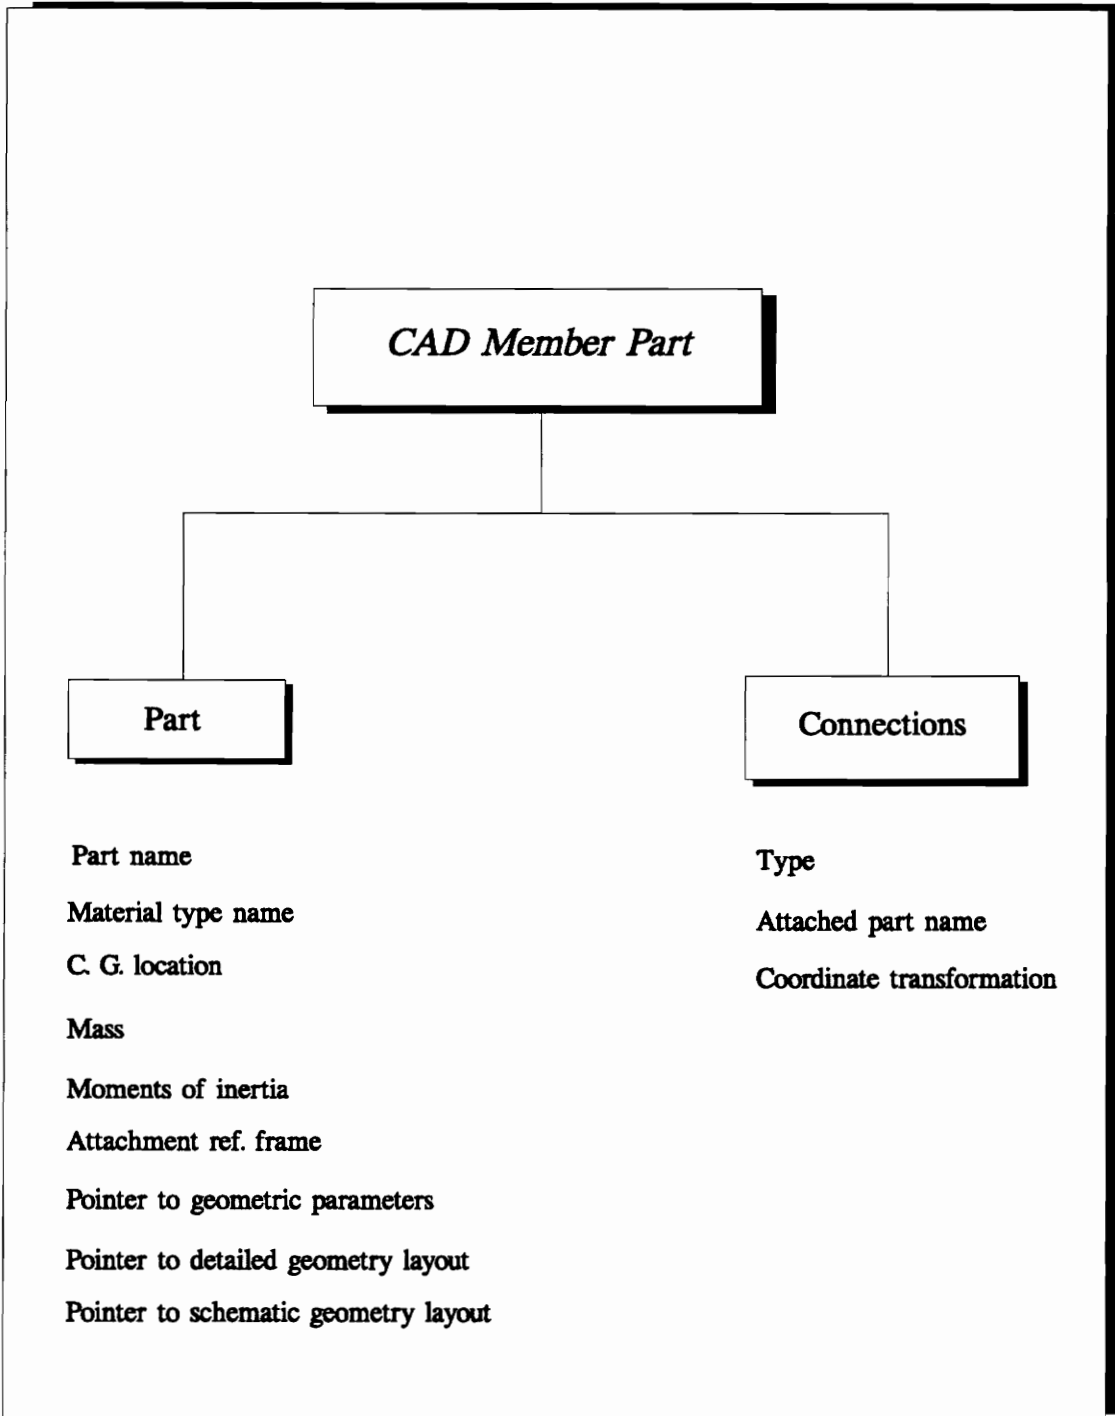 CAD Member Part
Part
Connections
Part name
Material type name
C. G. location
Mass
Moments of inertia
Attachment ref. frame
Pointer to geometric parameters
Pointer to detailed geometry layout
Pointer to schematic geometry layout
Type
Attached part name
Coordinate transformation